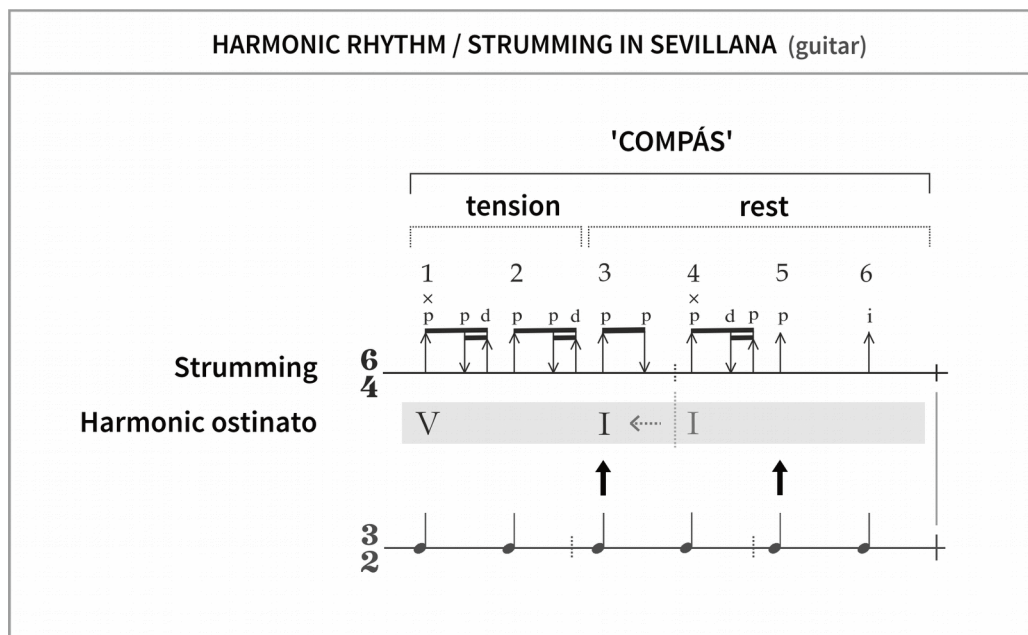 HARMONIC RHYTHM / STRUMMING IN SEVILLANA (guitar)
'COMPÁS'
tension rest
1 2 3 4 5 6
× ×
p p d p p d p p p d p p i
Strumming 6 4
Harmonic ostinato V I I
3 2